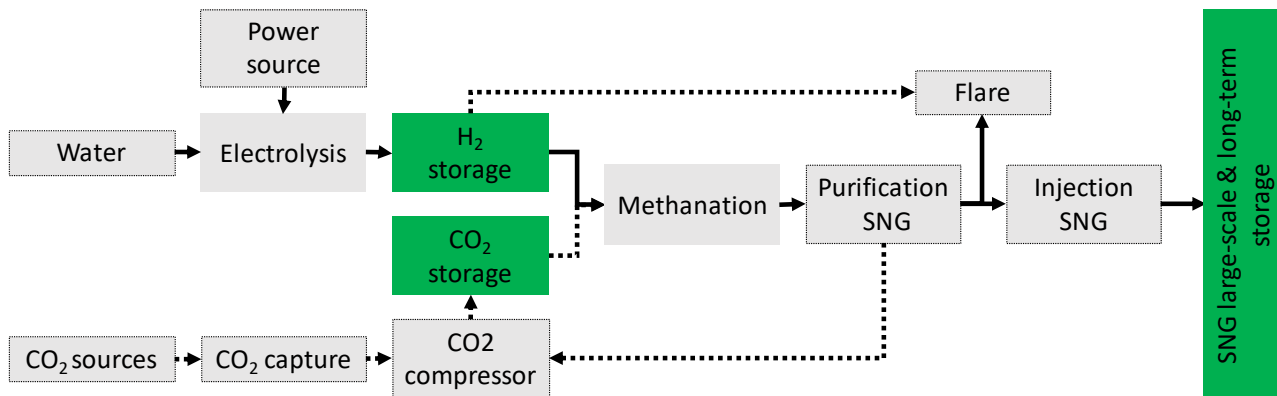 Power
source
Water
Electrolysis
H₂
storage
Flare
Methanation
Purification
SNG
Injection
SNG
CO₂
storage
CO₂ sources
CO₂ capture
CO2
compressor
SNG large-scale & long-term
storage